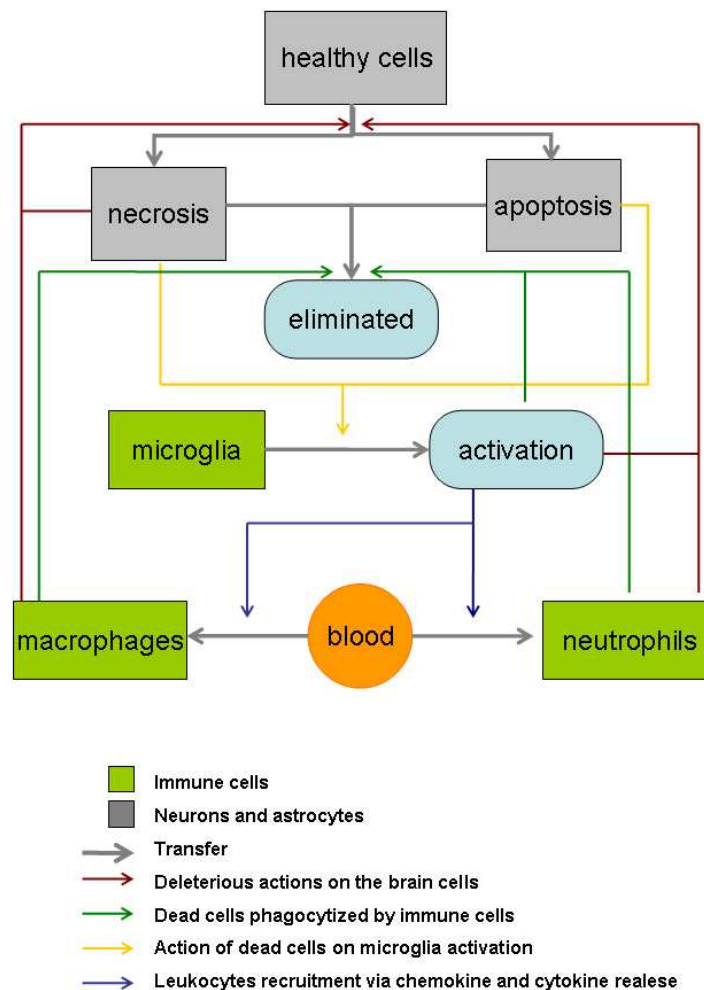 healthy cells
necrosis
apoptosis
eliminated
microglia
activation
macrophages
blood
neutrophils
Immune cells
Neurons and astrocytes
Transfer
Deleterious actions on the brain cells
Dead cells phagocytized by immune cells
Action of dead cells on microglia activation
Leukocytes recruitment via chemokine and cytokine realese